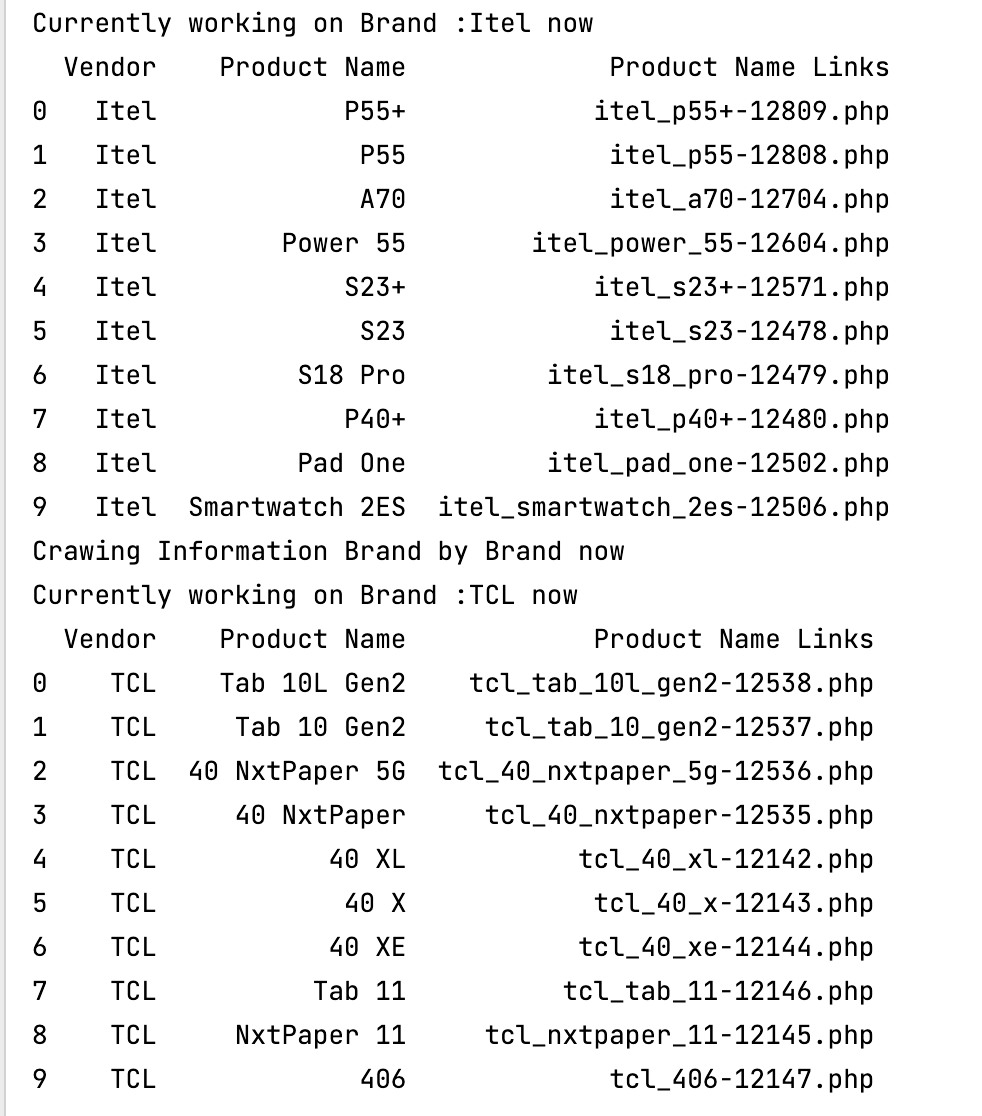 Currently working on Brand :Itel now
Vendor Product Name Product Name Links
0 Itel P55+ itel_p55+-12809.php
1 Itel P55 itel_p55-12808.php
2 Itel A70 itel_a70-12704.php
3 Itel Power 55 itel_power_55-12604.php
4 Itel S23+ itel_s23+-12571.php
5 Itel S23 itel_s23-12478.php
6 Itel S18 Pro itel_s18_pro-12479.php
7 Itel P40+ itel_p40+-12480.php
8 Itel Pad One itel_pad_one-12502.php
9 Itel Smartwatch 2ES itel_smartwatch_2es-12506.php
Crawing Information Brand by Brand now
Currently working on Brand :TCL now
Vendor Product Name Product Name Links
0 TCL Tab 10L Gen2 tcl_tab_10l_gen2-12538.php
1 TCL Tab 10 Gen2 tcl_tab_10_gen2-12537.php
2 TCL 40 NxtPaper 5G tcl_40_nxtpaper_5g-12536.php
3 TCL 40 NxtPaper tcl_40_nxtpaper-12535.php
4 TCL 40 XL tcl_40_xl-12142.php
5 TCL 40 X tcl_40_x-12143.php
6 TCL 40 XE tcl_40_xe-12144.php
7 TCL Tab 11 tcl_tab_11-12146.php
8 TCL NxtPaper 11 tcl_nxtpaper_11-12145.php
9 TCL 406 tcl_406-12147.php